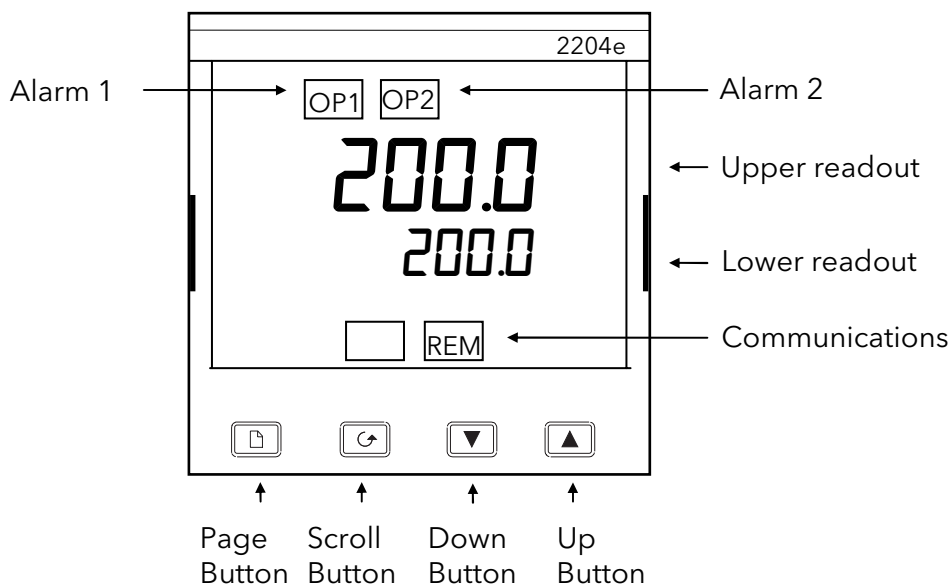 2204e
Alarm 1
OP1
OP2
Alarm 2
200.0
Upper readout
200.0
Lower readout
REM
Communications
Page Button
Scroll Button
Down Button
Up Button